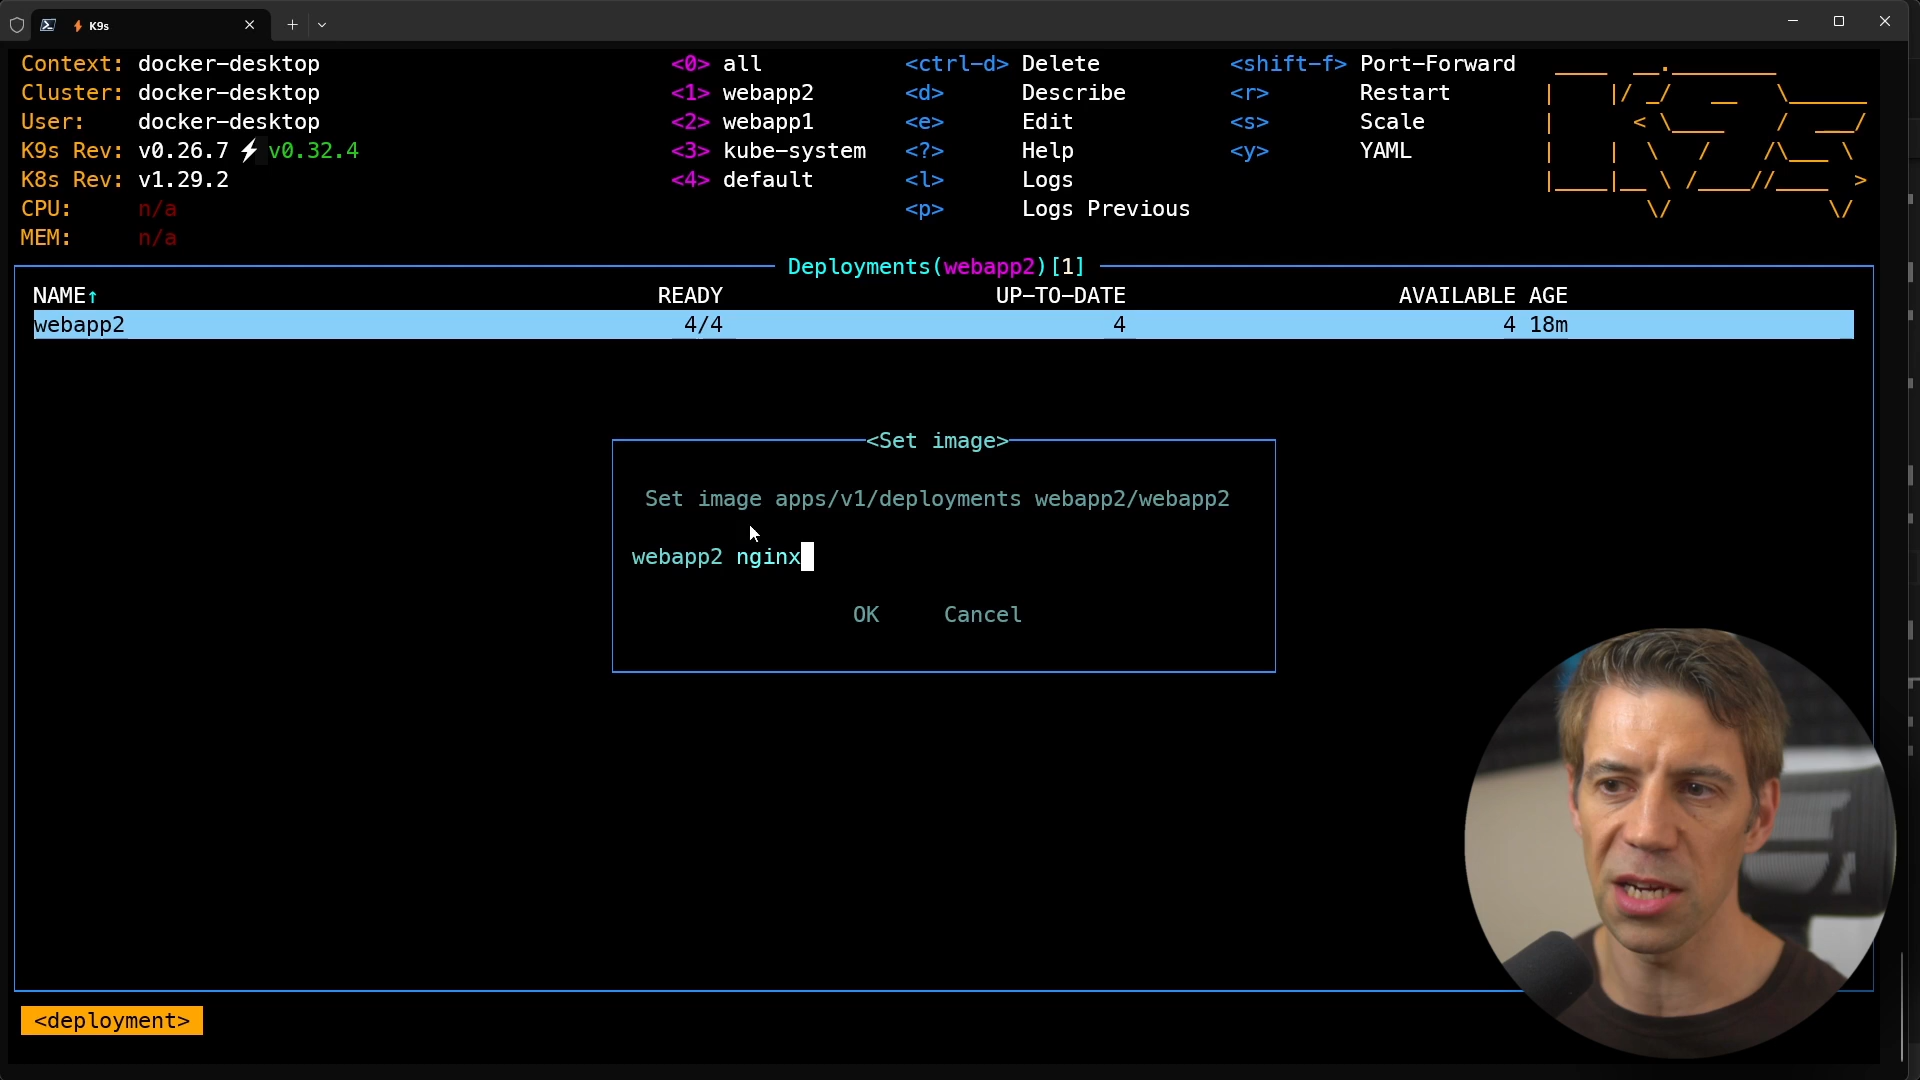 K9s
Context: docker-desktop <0> all <ctrl-d> Delete <shift-f> Port-Forward
Cluster: docker-desktop <1> webapp2 <d> Describe <r> Restart
User: docker-desktop <2> webapp1 <e> Edit <s> Scale
K9s Rev: v0.26.7 ⚡ v0.32.4 <3> kube-system <?> Help <y> YAML
K8s Rev: v1.29.2 <4> default <l> Logs
CPU: n/a <p> Logs Previous
MEM: n/a
Deployments(webapp2)[1]
NAME↑ READY UP-TO-DATE AVAILABLE AGE
webapp2 4/4 4 4 18m
<Set image>
Set image apps/v1/deployments webapp2/webapp2
webapp2 nginx
OK Cancel
<deployment>